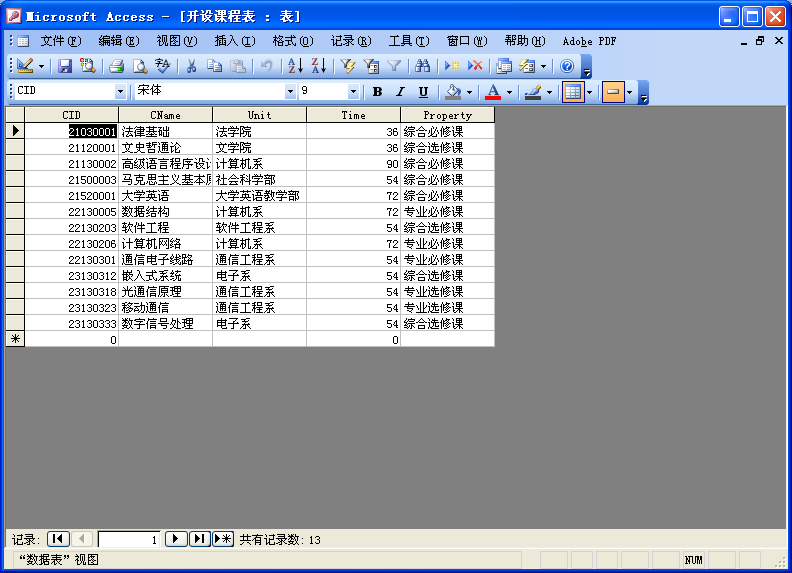 Microsoft Access - [开设课程表 : 表]
文件(F) 编辑(E) 视图(V) 插入(I) 格式(O) 记录(R) 工具(T) 窗口(W) 帮助(H) Adobe PDF
CID 宋体 9 B I U A
CID CName Unit Time Property
21030001 法律基础 法学院 36 综合必修课
21120001 文史哲通论 文学院 36 综合选修课
21130002 高级语言程序设计 计算机系 90 综合必修课
21500003 马克思主义基本原 社会科学部 54 综合必修课
21520001 大学英语 大学英语教学部 72 综合必修课
22130005 数据结构 计算机系 72 专业必修课
22130203 软件工程 软件工程系 54 综合选修课
22130206 计算机网络 计算机系 72 专业必修课
22130301 通信电子线路 通信工程系 54 专业必修课
23130312 嵌入式系统 电子系 54 综合选修课
23130318 光通信原理 通信工程系 54 专业选修课
23130323 移动通信 通信工程系 54 专业选修课
23130333 数字信号处理 电子系 54 综合选修课
0 0
记录: 1 共有记录数: 13
“数据表”视图 NUM